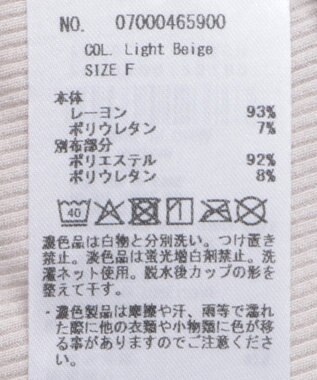 NO. 07000465900
COL. Light Beige
SIZE F
本体
レーヨン 93%
ポリウレタン 7%
別布部分
ポリエステル 92%
ポリウレタン 8%
40
濃色品は白物と分別洗い。つけ置き
禁止。淡色品は蛍光増白剤禁止。洗
濯ネット使用。脱水後カップの形を
整えて干す。
・濃色製品は摩擦や汗、雨等で濡れ
た際に他の衣類や小物類に色が移
る事がありますのでご注意ください。